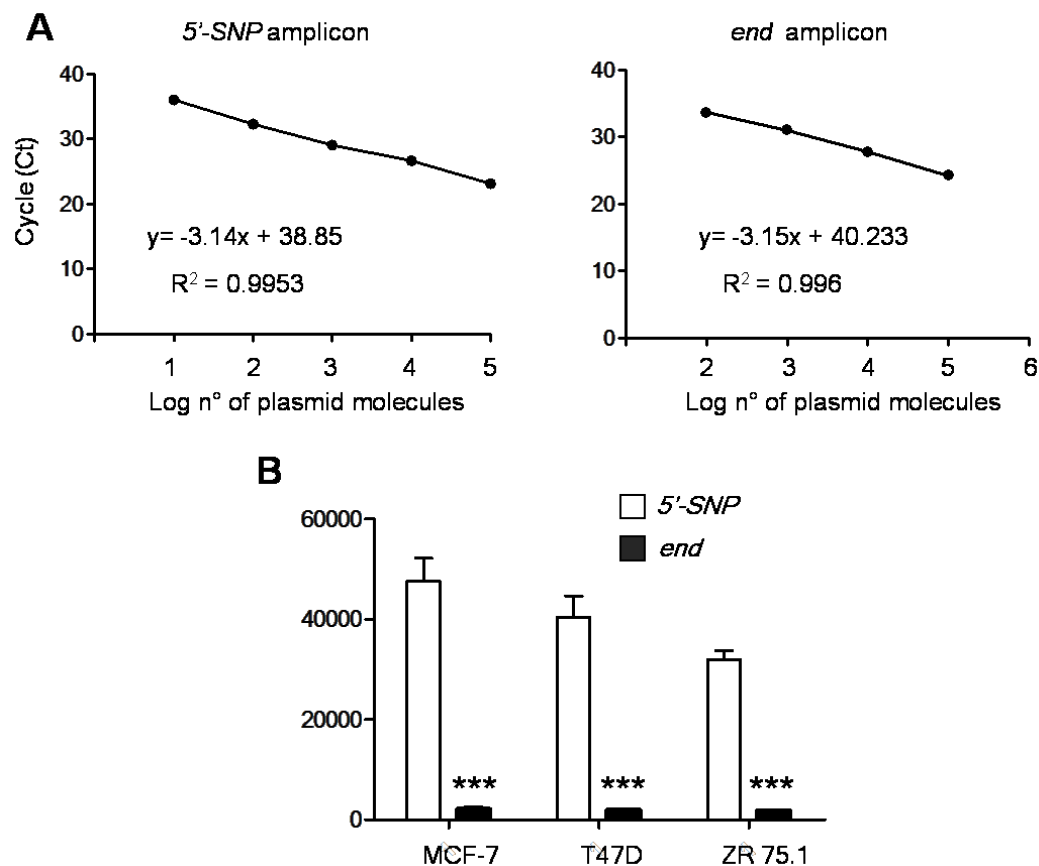 A
5'-SNP amplicon
end amplicon
Cycle (Ct)
40
30
20
10
0
y= -3.14x + 38.85
R² = 0.9953
1 2 3 4 5
Log n° of plasmid molecules
40
30
20
10
0
y= -3.15x + 40.233
R² = 0.996
2 3 4 5 6
Log n° of plasmid molecules
B
5'-SNP
end
60000
40000
20000
0
*** *** ***
MCF-7 T47D ZR 75.1